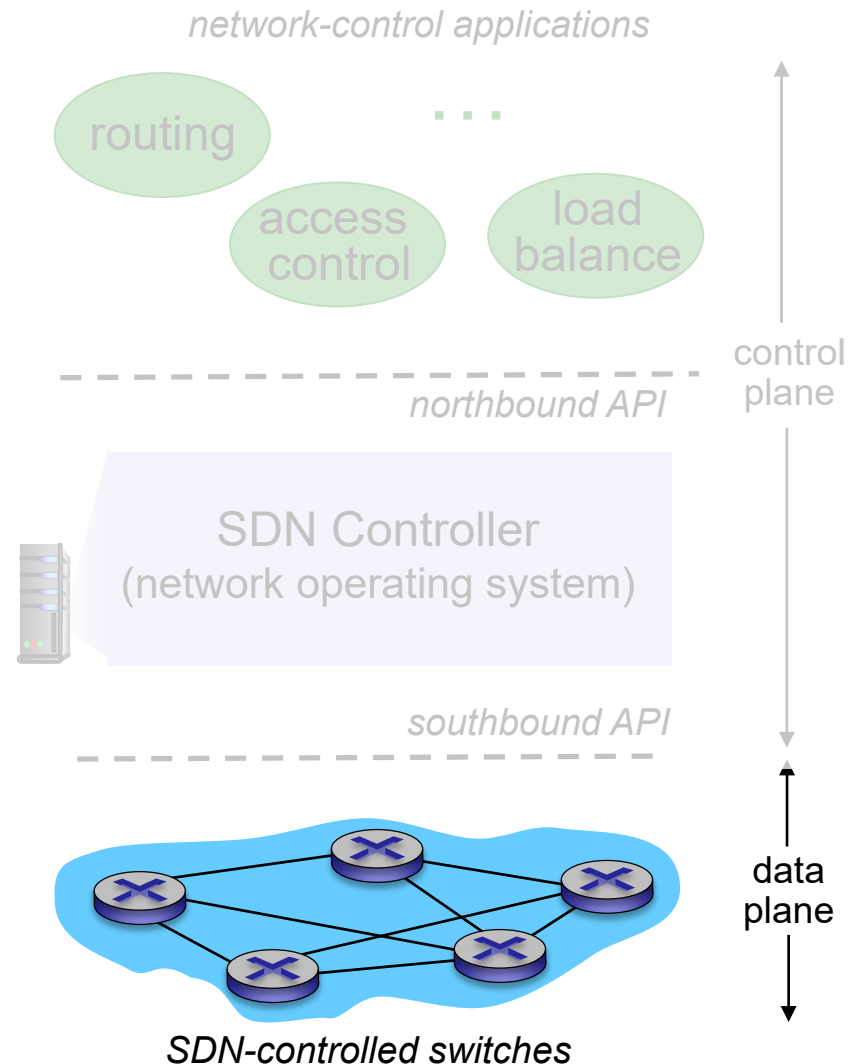 network-control applications
routing
...
access
control
load
balance
control
plane
northbound API
SDN Controller
(network operating system)
southbound API
data
plane
SDN-controlled switches